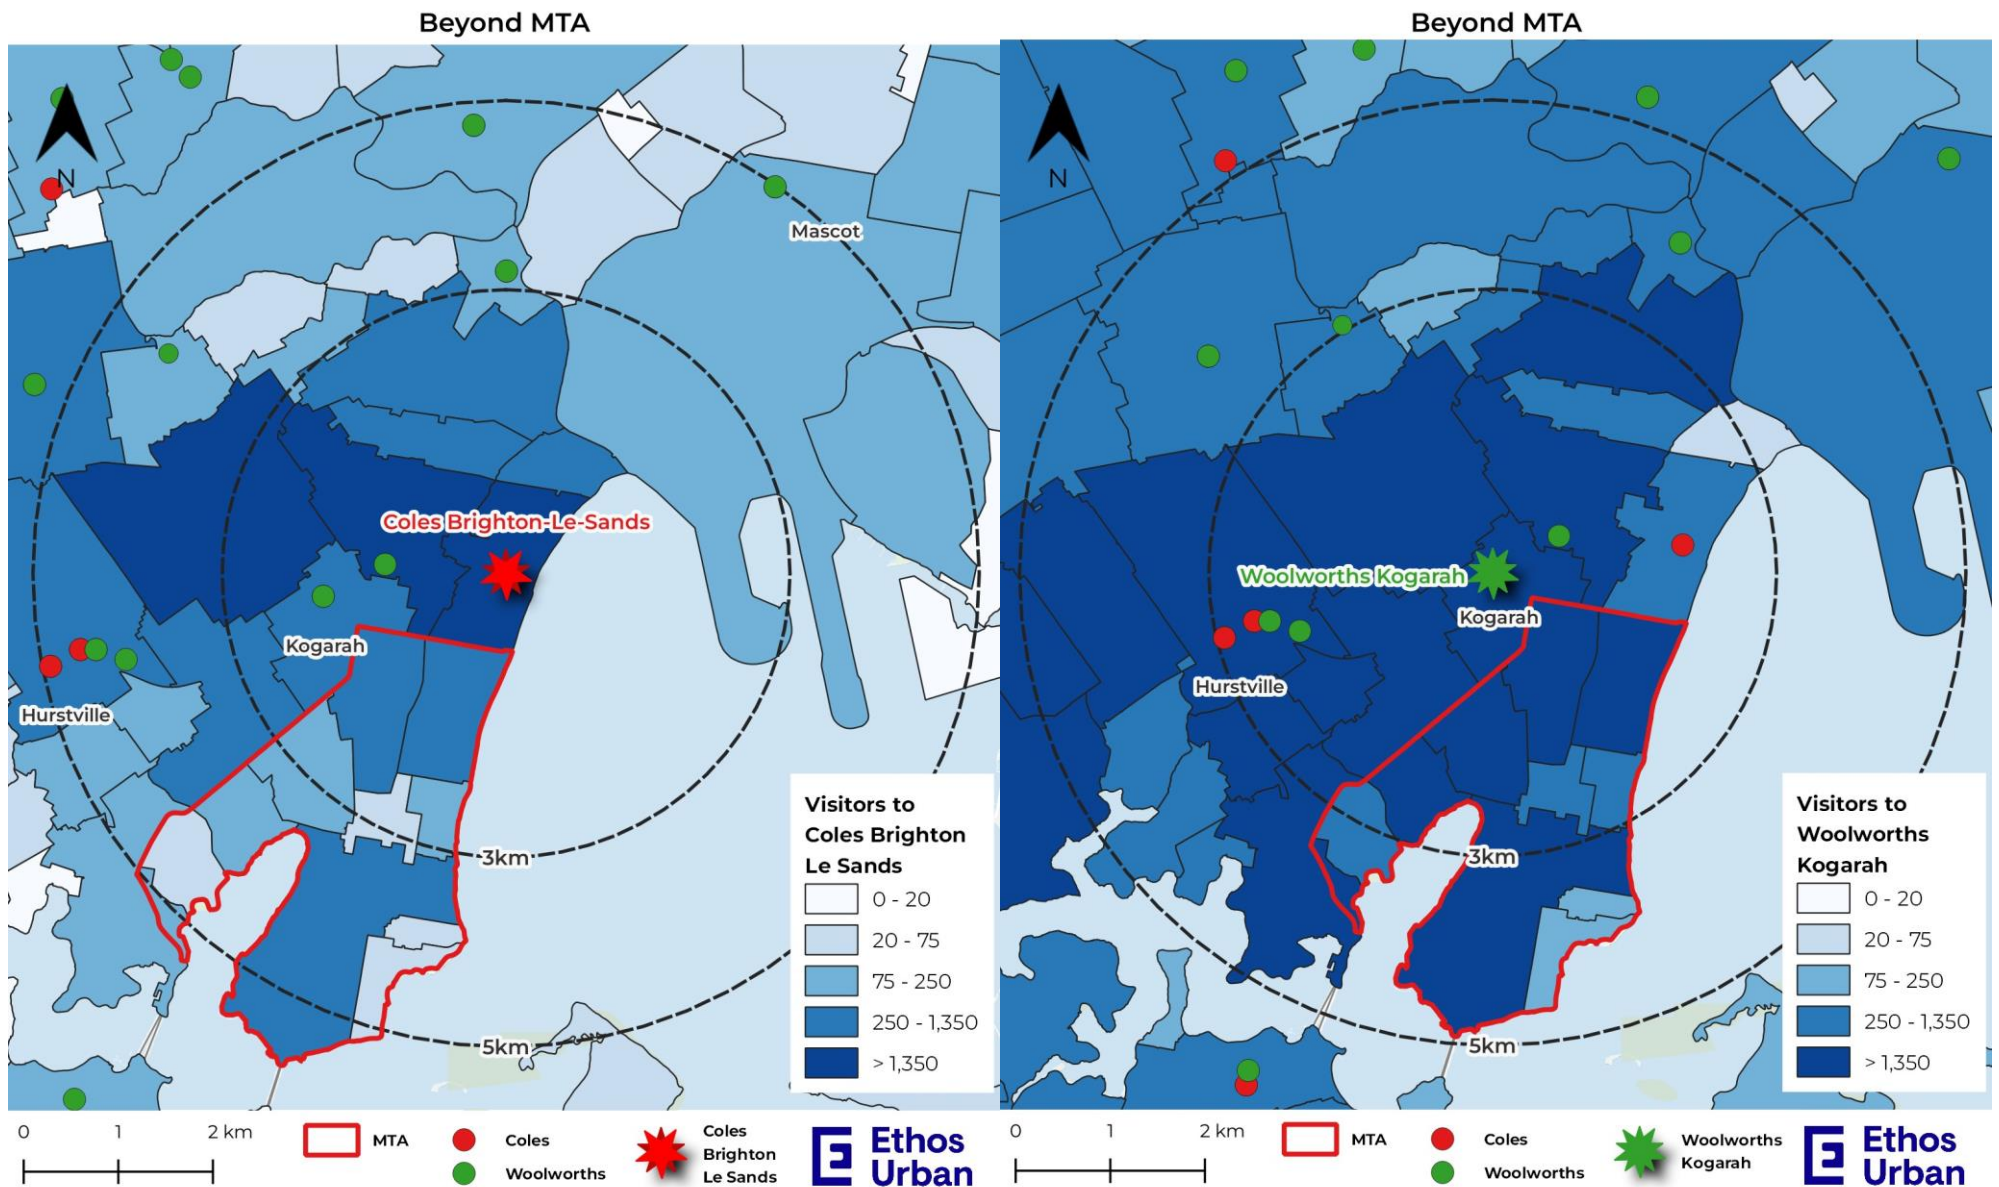 Beyond MTA
N
Mascot
Coles Brighton-Le-Sands
Kogarah
Hurstville
3km
5km
Visitors to
Coles Brighton
Le Sands
0 - 20
20 - 75
75 - 250
250 - 1,350
> 1,350
0 1 2 km
MTA
Coles
Woolworths
Coles
Brighton
Le Sands
Ethos
Urban
Beyond MTA
N
Woolworths Kogarah
Kogarah
Hurstville
3km
5km
Visitors to
Woolworths
Kogarah
0 - 20
20 - 75
75 - 250
250 - 1,350
> 1,350
0 1 2 km
MTA
Coles
Woolworths
Woolworths
Kogarah
Ethos
Urban